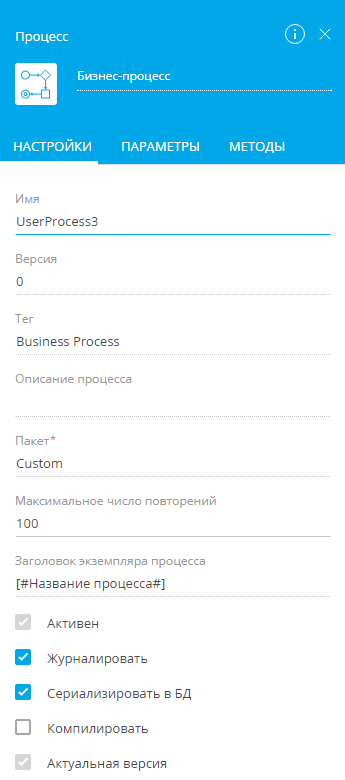 Процесс
Бизнес-процесс
НАСТРОЙКИ ПАРАМЕТРЫ МЕТОДЫ
Имя
UserProcess3
Версия
0
Тег
Business Process
Описание процесса
Пакет*
Custom
Максимальное число повторений
100
Заголовок экземпляра процесса
[#Название процесса#]
Активен
Журналировать
Сериализировать в БД
Компилировать
Актуальная версия